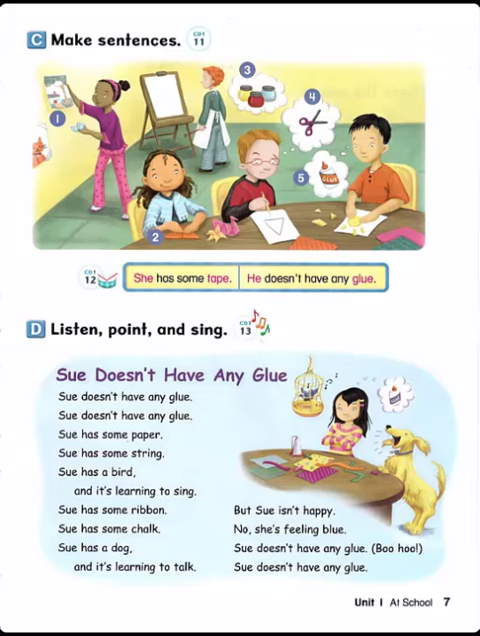 C Make sentences. CD1 11
1
2
3
4
5
GLUE
CD1 12 She has some tape. He doesn't have any glue.
D Listen, point, and sing. CD1 13
Sue Doesn't Have Any Glue
Sue doesn't have any glue.
Sue doesn't have any glue.
Sue has some paper.
Sue has some string.
Sue has a bird,
and it's learning to sing.
Sue has some ribbon.
Sue has some chalk.
Sue has a dog,
and it's learning to talk.
But Sue isn't happy.
No, she's feeling blue.
Sue doesn't have any glue. (Boo hoo!)
Sue doesn't have any glue.
Unit 1 At School 7